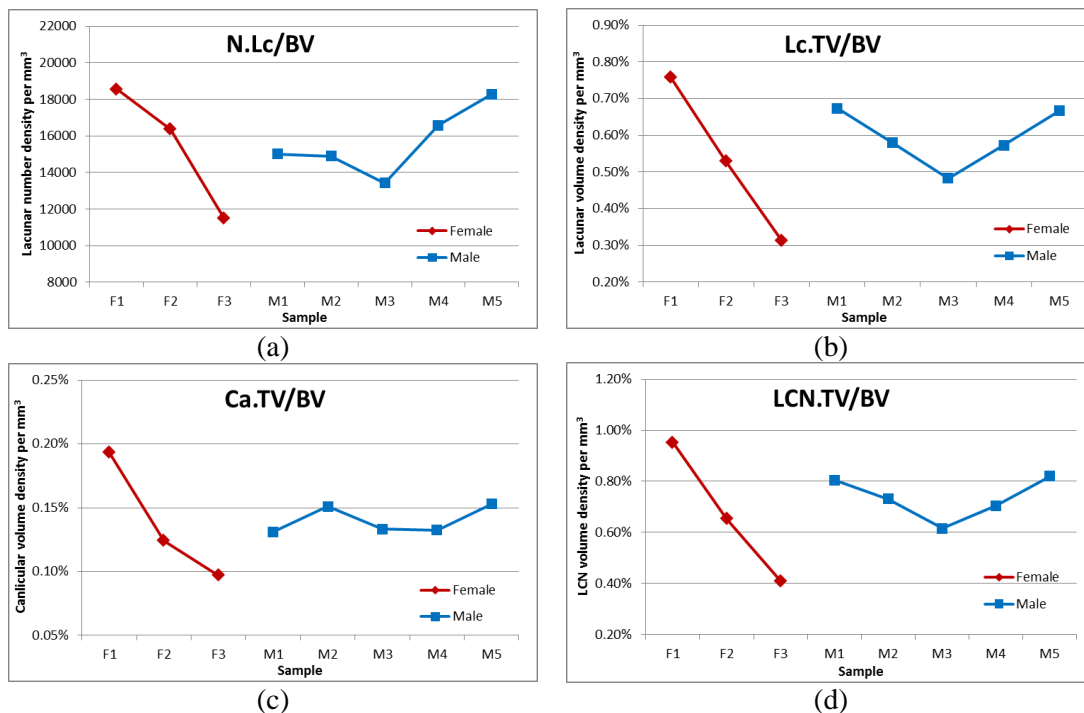 N.Lc/BV
Lacunar number density per mm³
22000
20000
18000
16000
14000
12000
10000
8000
Female
Male
F1 F2 F3 M1 M2 M3 M4 M5
Sample
(a)
Lc.TV/BV
Lacunar volume density per mm³
0.90%
0.80%
0.70%
0.60%
0.50%
0.40%
0.30%
0.20%
Female
Male
F1 F2 F3 M1 M2 M3 M4 M5
Sample
(b)
Ca.TV/BV
Canlicular volume density per mm³
0.25%
0.20%
0.15%
0.10%
0.05%
Female
Male
F1 F2 F3 M1 M2 M3 M4 M5
Sample
(c)
LCN.TV/BV
LCN volume density per mm³
1.20%
1.00%
0.80%
0.60%
0.40%
0.20%
Female
Male
F1 F2 F3 M1 M2 M3 M4 M5
Sample
(d)